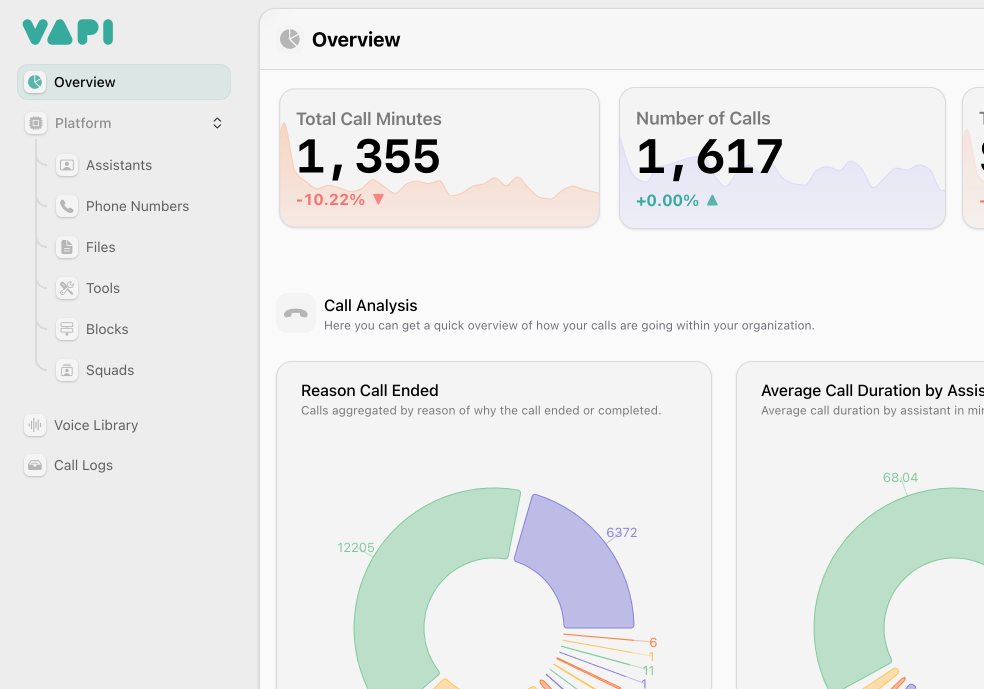 VAPI
Overview
Platform
Assistants
Phone Numbers
Files
Tools
Blocks
Squads
Voice Library
Call Logs
Overview
Total Call Minutes
1,355
-10.22% ▼
Number of Calls
1,617
+0.00% ▲
Call Analysis
Here you can get a quick overview of how your calls are going within your organization.
Reason Call Ended
Calls aggregated by reason of why the call ended or completed.
12205
6372
6
1
11
1
Average Call Duration by Assis
Average call duration by assistant in mi
68.04